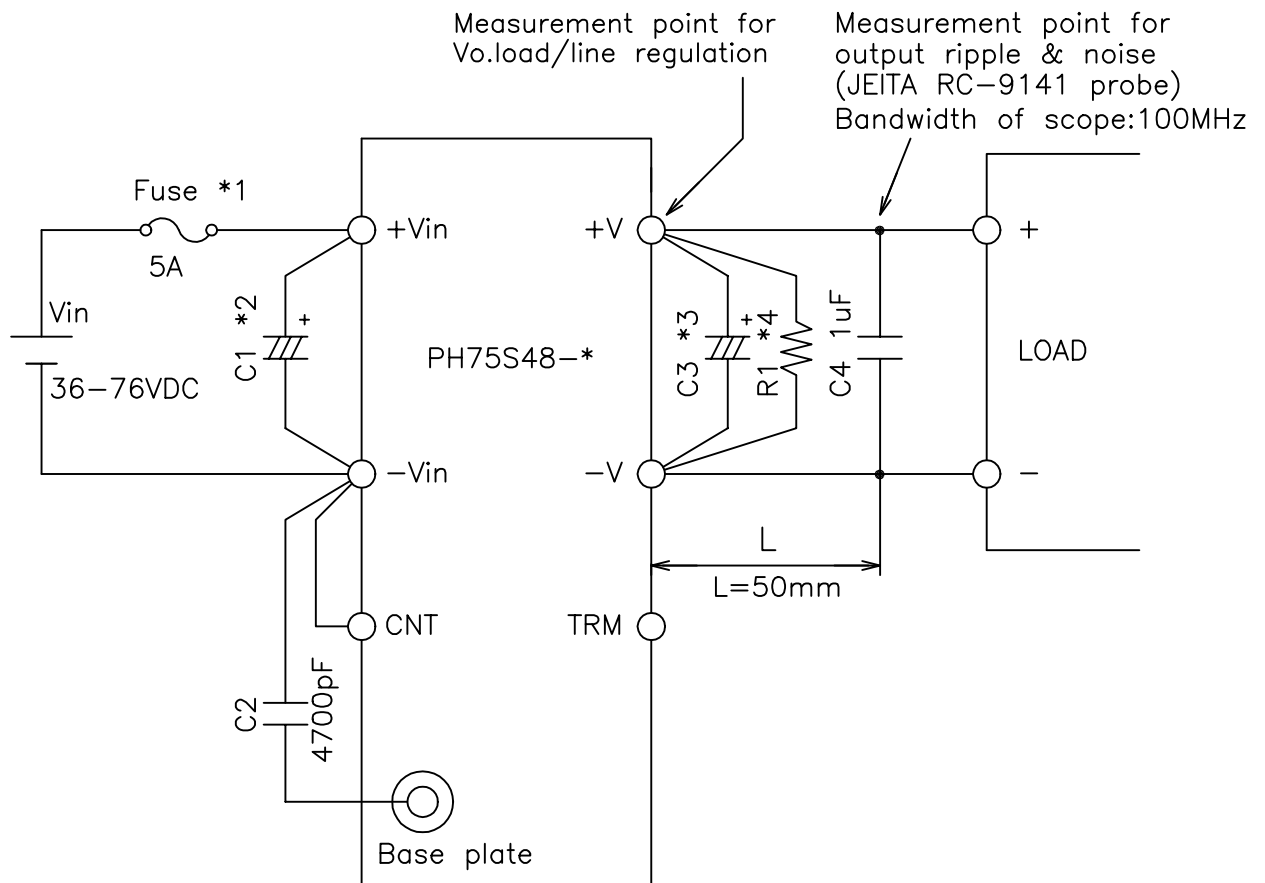 Measurement point for
Vo.load/line regulation
Measurement point for
output ripple & noise
(JEITA RC-9141 probe)
Bandwidth of scope:100MHz
Fuse *1
5A
+Vin
+V
+
Vin
36-76VDC
C1 *2
+
PH75S48-*
C3 *3
+
R1 *4
C4 1uF
LOAD
-Vin
-V
-
L
L=50mm
CNT
TRM
C2
4700pF
Base plate